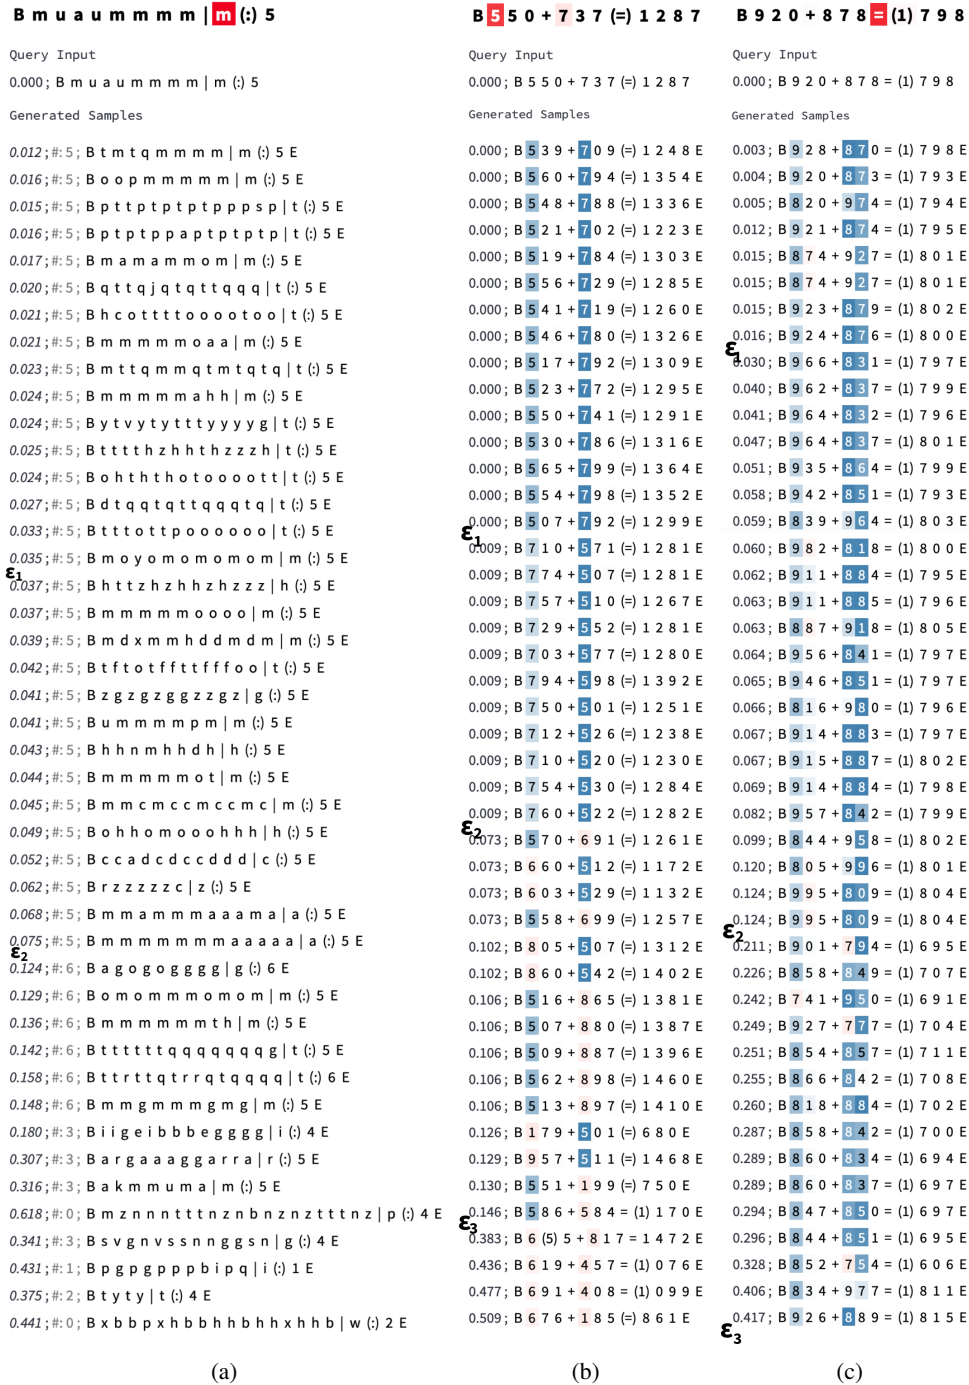 B m u a u m m m m | m (:) 5
Query Input
0.000; B m u a u m m m m | m (:) 5
Generated Samples
0.012; #: 5; B t m t q m m m m | m (:) 5 E
0.016; #: 5; B o o p m m m m m | m (:) 5 E
0.015; #: 5; B p t t p t p t p t p p p s p | t (:) 5 E
0.016; #: 5; B p t p t p p a p t p t p t p | t (:) 5 E
0.017; #: 5; B m a m a m m o m | m (:) 5 E
0.020; #: 5; B q t t q j q t q t t q q q | t (:) 5 E
0.021; #: 5; B h c o t t t t o o o o t o o | t (:) 5 E
0.021; #: 5; B m m m m m o a a | m (:) 5 E
0.023; #: 5; B m t t q m m q t m t q t q | t (:) 5 E
0.024; #: 5; B m m m m m a h h | m (:) 5 E
0.024; #: 5; B y t v y t y t t t y y y y g | t (:) 5 E
0.025; #: 5; B t t t t h z h h t h z z z h | t (:) 5 E
0.024; #: 5; B o h t h t h o t o o o o t t | t (:) 5 E
0.027; #: 5; B d t q q t q t t q q q t q | t (:) 5 E
0.033; #: 5; B t t t o t t p o o o o o o | t (:) 5 E
0.035; #: 5; B m o y o m o m o m o m | m (:) 5 E
ε1
0.037; #: 5; B h t t z h z h h z h z z z | h (:) 5 E
0.037; #: 5; B m m m m m o o o o | m (:) 5 E
0.039; #: 5; B m d x m m h d d m d m | m (:) 5 E
0.042; #: 5; B t f t t o t f f t t f f f o o | t (:) 5 E
0.041; #: 5; B z g z g z g g z z g z | g (:) 5 E
0.041; #: 5; B u m m m m p m | m (:) 5 E
0.043; #: 5; B h h n m h h d h | h (:) 5 E
0.044; #: 5; B m m m m m o t | m (:) 5 E
0.045; #: 5; B m m c m c c m c c m c | m (:) 5 E
0.049; #: 5; B o h h o m o o o h h h | h (:) 5 E
0.052; #: 5; B c c a d c d c c d d d | c (:) 5 E
0.062; #: 5; B r z z z z z c | z (:) 5 E
0.068; #: 5; B m m a m m m a a a m a | a (:) 5 E
0.075; #: 5; B m m m m m m m a a a a a | a (:) 5 E
ε2
0.124; #: 6; B a g o g o g g g g | g (:) 6 E
0.129; #: 6; B o m o m m m o m o m | m (:) 5 E
0.136; #: 6; B m m m m m m t h | m (:) 5 E
0.142; #: 6; B t t t t t t q q q q q q q g | t (:) 5 E
0.158; #: 6; B t t r t t q t r r q t q q q q | t (:) 6 E
0.148; #: 6; B m m g m m m g m g | m (:) 5 E
0.180; #: 3; B i i g e i b b b e g g g g | i (:) 4 E
0.307; #: 3; B a r g a a a g g a r r a | r (:) 5 E
0.316; #: 3; B a k m m u m a | m (:) 5 E
0.618; #: 0; B m z n n n t t t n z n b n z n z t t t n z | p (:) 4 E
0.341; #: 3; B s v g n v s s n n g g s n | g (:) 4 E
0.431; #: 1; B p g p g p p p b i p q | i (:) 1 E
0.375; #: 2; B t y t y | t (:) 4 E
0.441; #: 0; B x b b p x h b b h h b h h x h h b | w (:) 2 E
(a)
B 5 5 0 + 7 3 7 (=) 1 2 8 7
Query Input
0.000; B 5 5 0 + 7 3 7 (=) 1 2 8 7
Generated Samples
0.000; B 5 3 9 + 7 0 9 (=) 1 2 4 8 E
0.000; B 5 6 0 + 7 9 4 (=) 1 3 5 4 E
0.000; B 5 4 8 + 7 8 8 (=) 1 3 3 6 E
0.000; B 5 2 1 + 7 0 2 (=) 1 2 2 3 E
0.000; B 5 1 9 + 7 8 4 (=) 1 3 0 3 E
0.000; B 5 5 6 + 7 2 9 (=) 1 2 8 5 E
0.000; B 5 4 1 + 7 1 9 (=) 1 2 6 0 E
0.000; B 5 4 6 + 7 8 0 (=) 1 3 2 6 E
0.000; B 5 1 7 + 7 9 2 (=) 1 3 0 9 E
0.000; B 5 2 3 + 7 7 2 (=) 1 2 9 5 E
0.000; B 5 5 0 + 7 4 1 (=) 1 2 9 1 E
0.000; B 5 3 0 + 7 8 6 (=) 1 3 1 6 E
0.000; B 5 6 5 + 7 9 9 (=) 1 3 6 4 E
0.000; B 5 5 4 + 7 9 8 (=) 1 3 5 2 E
0.000; B 5 0 7 + 7 9 2 (=) 1 2 9 9 E
ε1
0.009; B 7 1 0 + 5 7 1 (=) 1 2 8 1 E
0.009; B 7 7 4 + 5 0 7 (=) 1 2 8 1 E
0.009; B 7 5 7 + 5 1 0 (=) 1 2 6 7 E
0.009; B 7 2 9 + 5 5 2 (=) 1 2 8 1 E
0.009; B 7 0 3 + 5 7 7 (=) 1 2 8 0 E
0.009; B 7 9 4 + 5 9 8 (=) 1 3 9 2 E
0.009; B 7 5 0 + 5 0 1 (=) 1 2 5 1 E
0.009; B 7 1 2 + 5 2 6 (=) 1 2 3 8 E
0.009; B 7 1 0 + 5 2 0 (=) 1 2 3 0 E
0.009; B 7 5 4 + 5 3 0 (=) 1 2 8 4 E
0.009; B 7 6 0 + 5 2 2 (=) 1 2 8 2 E
ε2
0.073; B 5 7 0 + 6 9 1 (=) 1 2 6 1 E
0.073; B 6 6 0 + 5 1 2 (=) 1 1 7 2 E
0.073; B 6 0 3 + 5 2 9 (=) 1 1 3 2 E
0.073; B 5 5 8 + 6 9 9 (=) 1 2 5 7 E
0.102; B 8 0 5 + 5 0 7 (=) 1 3 1 2 E
0.102; B 8 6 0 + 5 4 2 (=) 1 4 0 2 E
0.106; B 5 1 6 + 8 6 5 (=) 1 3 8 1 E
0.106; B 5 0 7 + 8 8 0 (=) 1 3 8 7 E
0.106; B 5 0 9 + 8 8 7 (=) 1 3 9 6 E
0.106; B 5 6 2 + 8 9 8 (=) 1 4 6 0 E
0.106; B 5 1 3 + 8 9 7 (=) 1 4 1 0 E
0.126; B 1 7 9 + 5 0 1 (=) 6 8 0 E
0.129; B 9 5 7 + 5 1 1 (=) 1 4 6 8 E
0.130; B 5 5 1 + 1 9 9 (=) 7 5 0 E
0.146; B 5 8 6 + 5 8 4 = (1) 1 7 0 E
ε3
0.383; B 6 (5) 5 + 8 1 7 = 1 4 7 2 E
0.436; B 6 1 9 + 4 5 7 = (1) 0 7 6 E
0.477; B 6 9 1 + 4 0 8 = (1) 0 9 9 E
0.509; B 6 7 6 + 1 8 5 (=) 8 6 1 E
(b)
B 9 2 0 + 8 7 8 = (1) 7 9 8
Query Input
0.000; B 9 2 0 + 8 7 8 = (1) 7 9 8
Generated Samples
0.003; B 9 2 8 + 8 7 0 = (1) 7 9 8 E
0.004; B 9 2 0 + 8 7 3 = (1) 7 9 3 E
0.005; B 8 2 0 + 9 7 4 = (1) 7 9 4 E
0.012; B 9 2 1 + 8 7 4 = (1) 7 9 5 E
0.015; B 8 7 4 + 9 2 7 = (1) 8 0 1 E
0.015; B 8 7 4 + 9 2 7 = (1) 8 0 1 E
0.015; B 9 2 3 + 8 7 9 = (1) 8 0 2 E
0.016; B 9 2 4 + 8 7 6 = (1) 8 0 0 E
ε1
0.030; B 9 6 6 + 8 3 1 = (1) 7 9 7 E
0.040; B 9 6 2 + 8 3 7 = (1) 7 9 9 E
0.041; B 9 6 4 + 8 3 2 = (1) 7 9 6 E
0.047; B 9 6 4 + 8 3 7 = (1) 8 0 1 E
0.051; B 9 3 5 + 8 6 4 = (1) 7 9 9 E
0.058; B 9 4 2 + 8 5 1 = (1) 7 9 3 E
0.059; B 8 3 9 + 9 6 4 = (1) 8 0 3 E
0.060; B 9 8 2 + 8 1 8 = (1) 8 0 0 E
0.062; B 9 1 1 + 8 8 4 = (1) 7 9 5 E
0.063; B 9 1 1 + 8 8 5 = (1) 7 9 6 E
0.063; B 8 8 7 + 9 1 8 = (1) 8 0 5 E
0.064; B 9 5 6 + 8 4 1 = (1) 7 9 7 E
0.065; B 9 4 6 + 8 5 1 = (1) 7 9 7 E
0.066; B 8 1 6 + 9 8 0 = (1) 7 9 6 E
0.067; B 9 1 4 + 8 8 3 = (1) 7 9 7 E
0.067; B 9 1 5 + 8 8 7 = (1) 8 0 2 E
0.069; B 9 1 4 + 8 8 4 = (1) 7 9 8 E
0.082; B 9 5 7 + 8 4 2 = (1) 7 9 9 E
0.099; B 8 4 4 + 9 5 8 = (1) 8 0 2 E
0.120; B 8 0 5 + 9 9 6 = (1) 8 0 1 E
0.124; B 9 9 5 + 8 0 9 = (1) 8 0 4 E
0.124; B 9 9 5 + 8 0 9 = (1) 8 0 4 E
ε2
0.211; B 9 0 1 + 7 9 4 = (1) 6 9 5 E
0.226; B 8 5 8 + 8 4 9 = (1) 7 0 7 E
0.242; B 7 4 1 + 9 5 0 = (1) 6 9 1 E
0.249; B 9 2 7 + 7 7 7 = (1) 7 0 4 E
0.251; B 8 5 4 + 8 5 7 = (1) 7 1 1 E
0.255; B 8 6 6 + 8 4 2 = (1) 7 0 8 E
0.260; B 8 1 8 + 8 8 4 = (1) 7 0 2 E
0.287; B 8 5 8 + 8 4 2 = (1) 7 0 0 E
0.289; B 8 6 0 + 8 3 4 = (1) 6 9 4 E
0.289; B 8 6 0 + 8 3 7 = (1) 6 9 7 E
0.294; B 8 4 7 + 8 5 0 = (1) 6 9 7 E
0.296; B 8 4 4 + 8 5 1 = (1) 6 9 5 E
0.328; B 8 5 2 + 7 5 4 = (1) 6 0 6 E
0.406; B 8 3 4 + 9 7 7 = (1) 8 1 1 E
0.417; B 9 2 6 + 8 8 9 = (1) 8 1 5 E
ε3
(c)